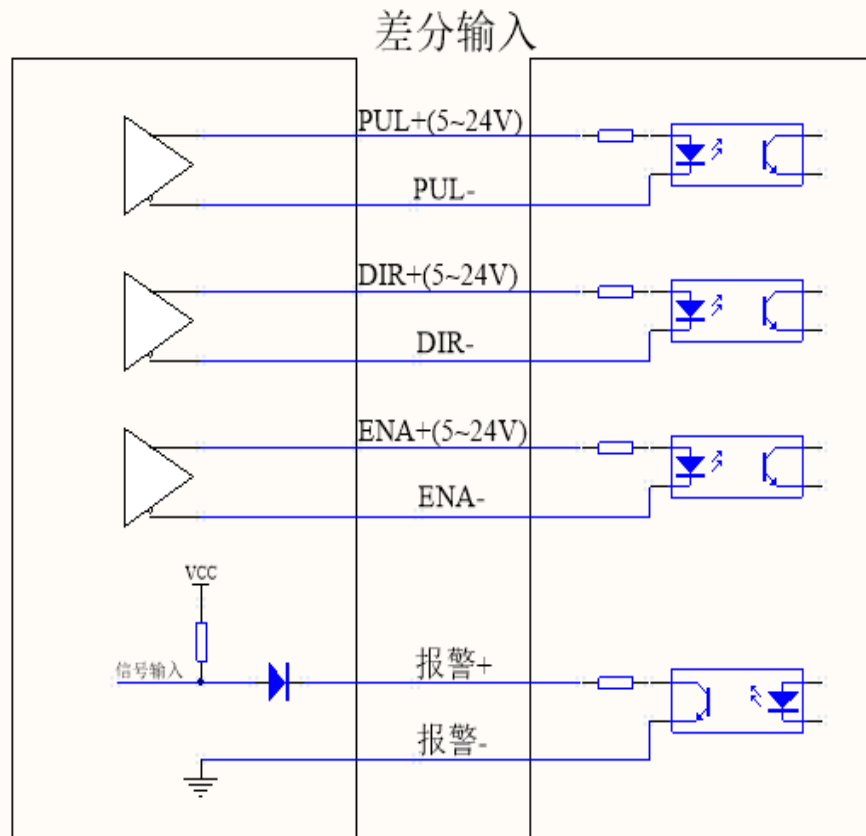 差分输入
PUL+(5~24V)
PUL-
DIR+(5~24V)
DIR-
ENA+(5~24V)
ENA-
VCC
信号输入
报警+
报警-